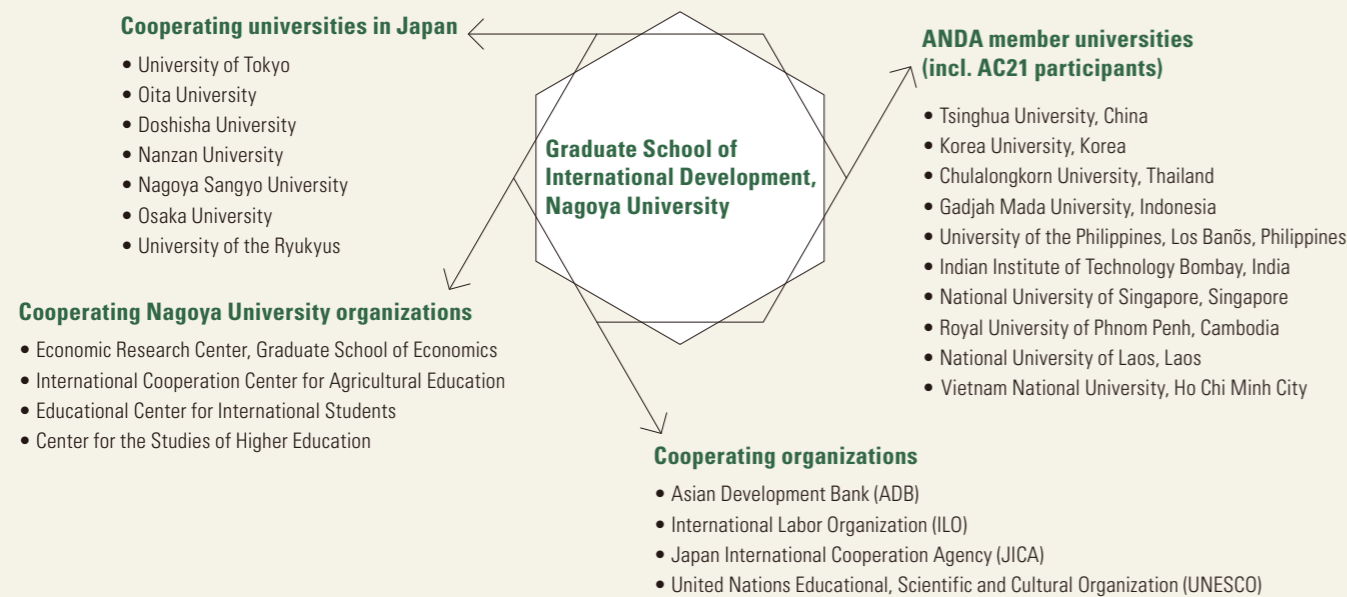 Cooperating universities in Japan
• University of Tokyo
• Oita University
• Doshisha University
• Nanzan University
• Nagoya Sangyo University
• Osaka University
• University of the Ryukyus
Cooperating Nagoya University organizations
• Economic Research Center, Graduate School of Economics
• International Cooperation Center for Agricultural Education
• Educational Center for International Students
• Center for the Studies of Higher Education
Graduate School of
International Development,
Nagoya University
ANDA member universities
(incl. AC21 participants)
• Tsinghua University, China
• Korea University, Korea
• Chulalongkorn University, Thailand
• Gadjah Mada University, Indonesia
• University of the Philippines, Los Banõs, Philippines
• Indian Institute of Technology Bombay, India
• National University of Singapore, Singapore
• Royal University of Phnom Penh, Cambodia
• National University of Laos, Laos
• Vietnam National University, Ho Chi Minh City
Cooperating organizations
• Asian Development Bank (ADB)
• International Labor Organization (ILO)
• Japan International Cooperation Agency (JICA)
• United Nations Educational, Scientific and Cultural Organization (UNESCO)